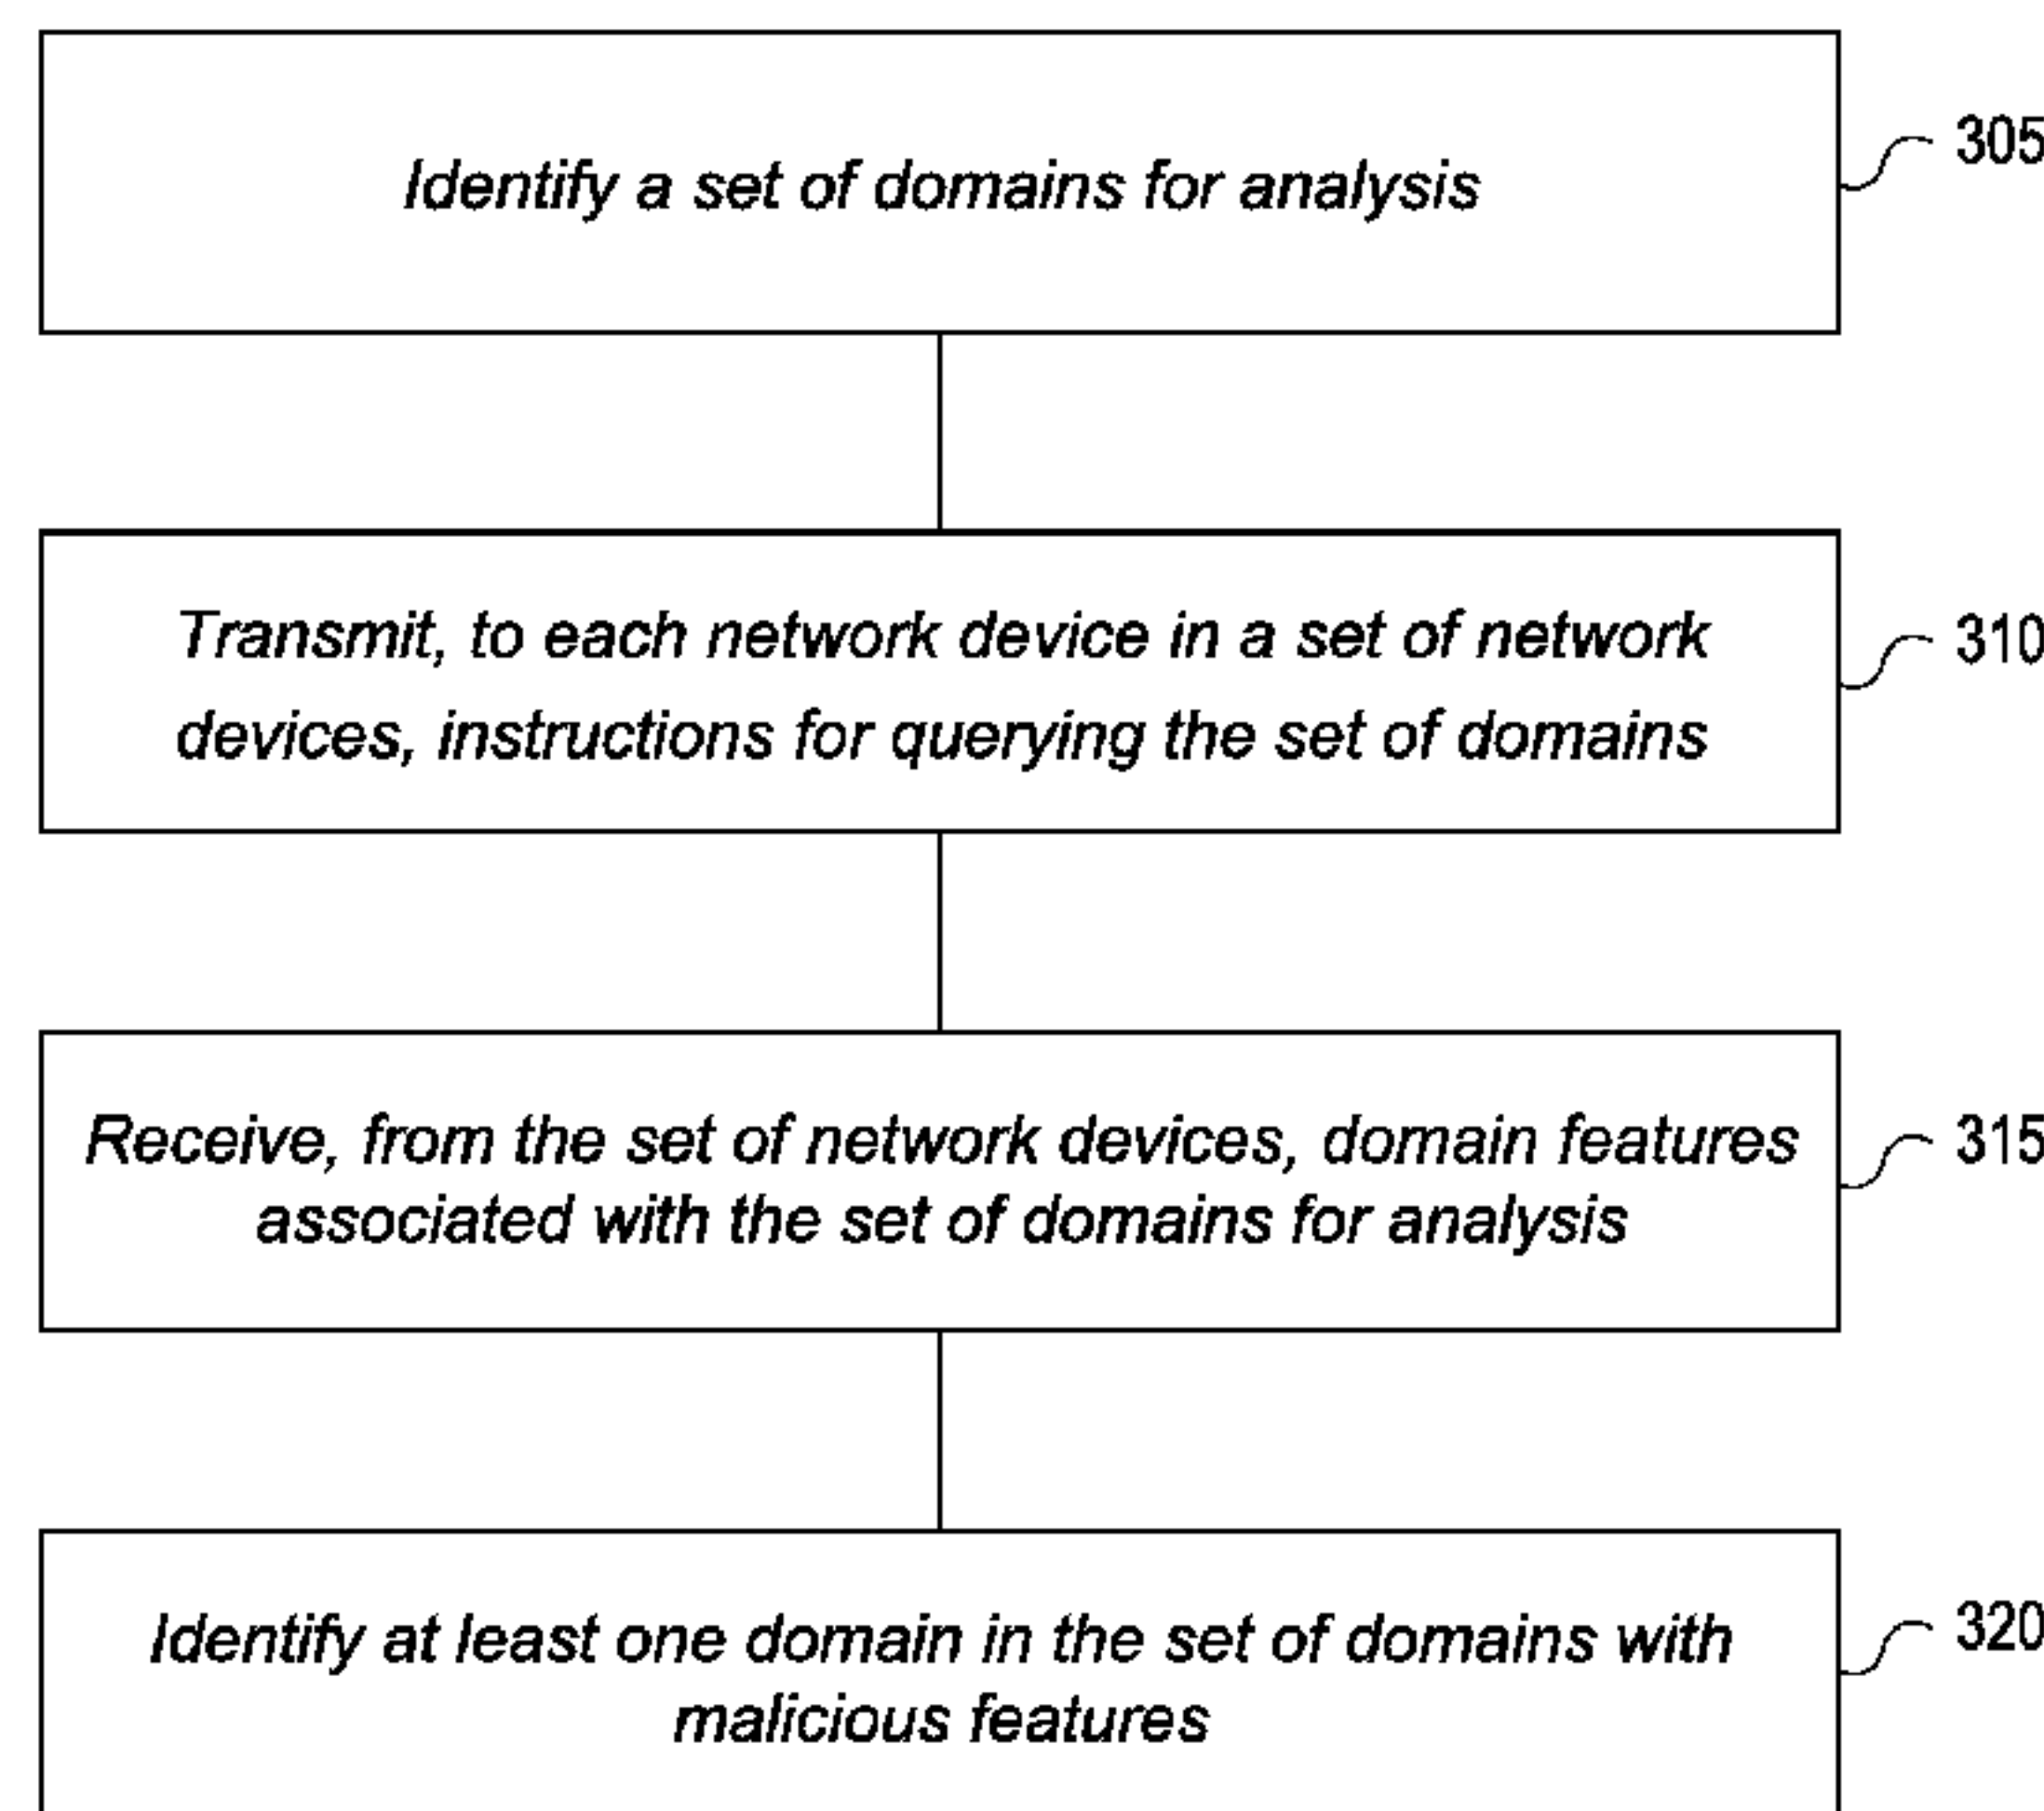 Identify a set of domains for analysis
305
Transmit, to each network device in a set of network
devices, instructions for querying the set of domains
310
Receive, from the set of network devices, domain features
associated with the set of domains for analysis
315
Identify at least one domain in the set of domains with
malicious features
320